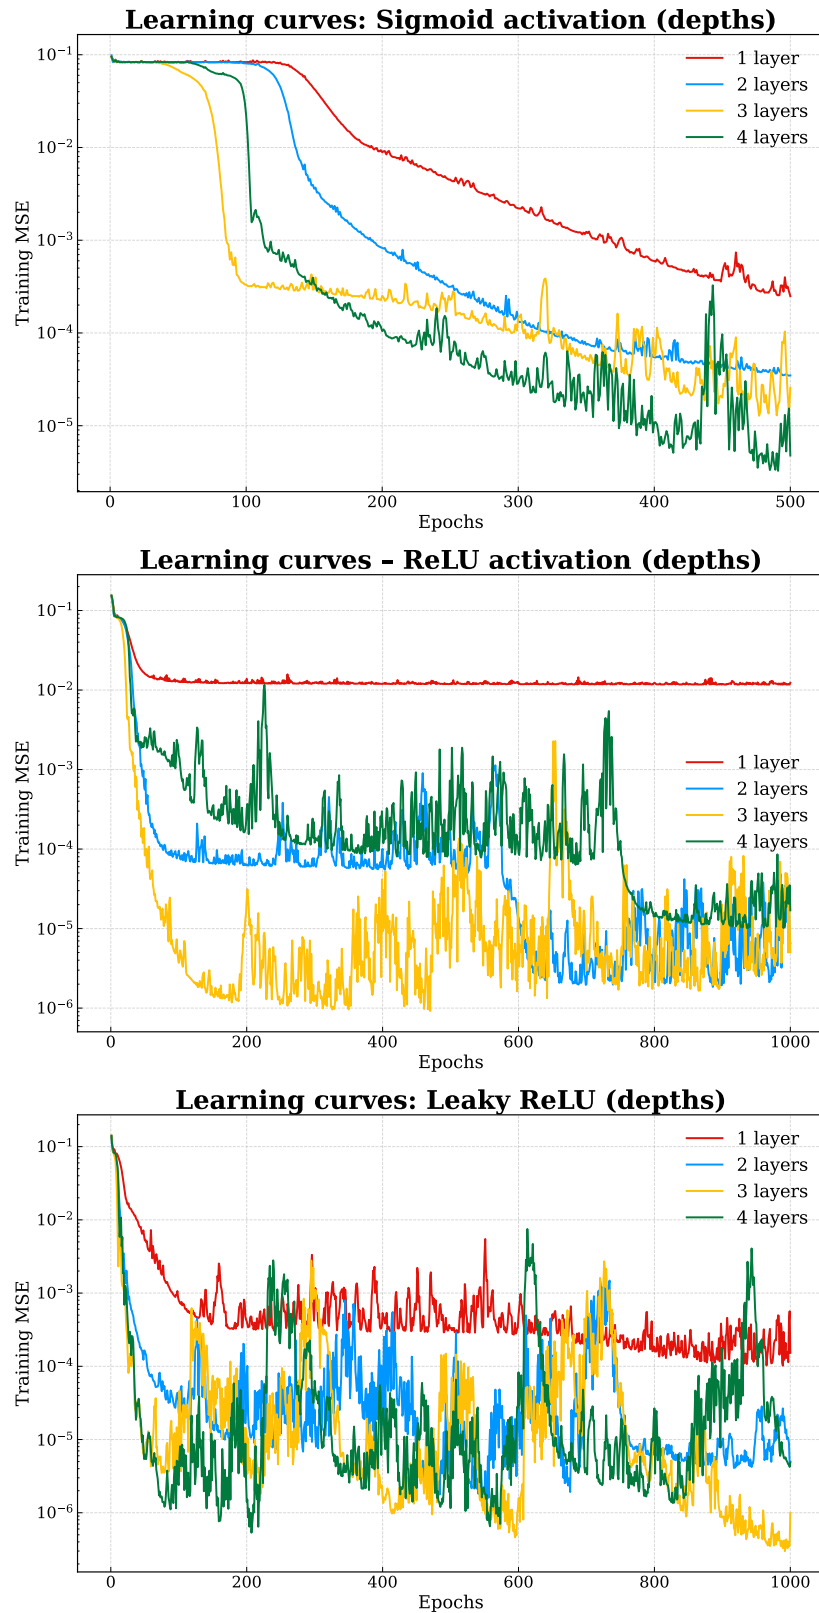 Learning curves: Sigmoid activation (depths)
10⁻¹
10⁻²
10⁻³
10⁻⁴
10⁻⁵
Training MSE
1 layer
2 layers
3 layers
4 layers
0 100 200 300 400 500
Epochs
Learning curves – ReLU activation (depths)
10⁻¹
10⁻²
10⁻³
10⁻⁴
10⁻⁵
10⁻⁶
Training MSE
1 layer
2 layers
3 layers
4 layers
0 200 400 600 800 1000
Epochs
Learning curves: Leaky ReLU (depths)
10⁻¹
10⁻²
10⁻³
10⁻⁴
10⁻⁵
10⁻⁶
Training MSE
1 layer
2 layers
3 layers
4 layers
0 200 400 600 800 1000
Epochs